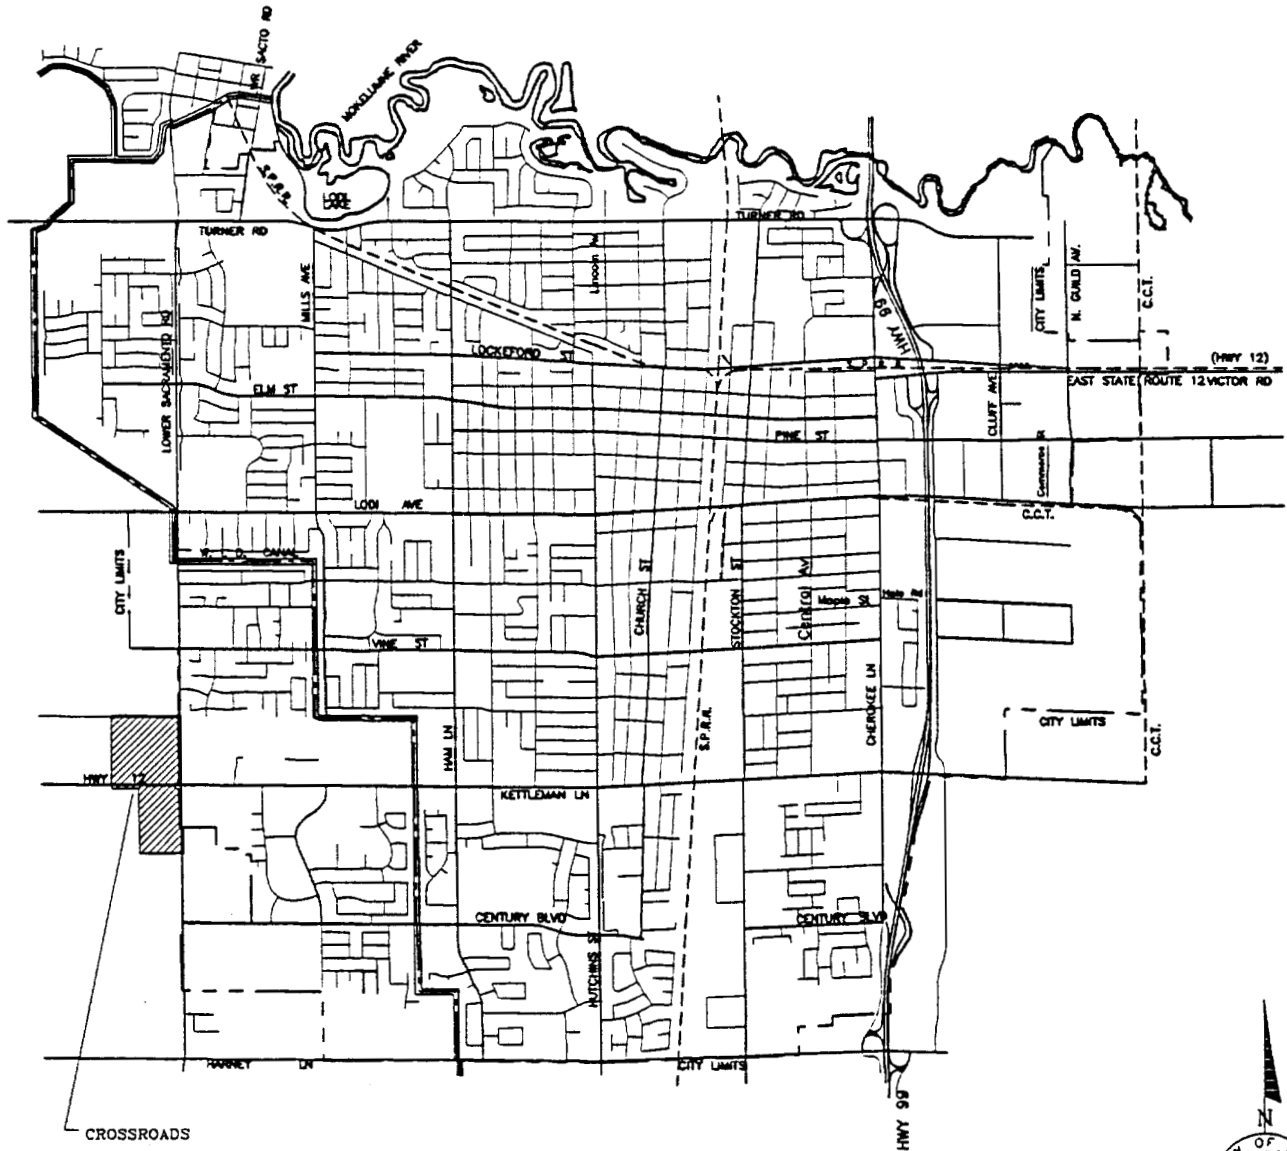 WR SACTO RD
MOKELUMNE RIVER
S.P.R.R.
LODI
LAKE
TURNER RD
TURNER RD
Lincoln Av
MILLS AVE
HWY 99
CITY LIMITS
N. GUILD AV.
C.C.T.
LOWER SACRAMENTO RD
LOCKEFORD ST
(HWY 12)
ELM ST
EAST STATE ROUTE 12 VICTOR RD
CLUFF AVE
PINE ST
Commerce
LODI AVE
C.C.T.
CITY LIMITS
W. I. D. CANAL
CHURCH ST
STOCKTON ST
Central Av
Maple St
Hale Rd
VINE ST
CHEROKEE LN
HAM LN
S.P.R.R.
CITY LIMITS
C.C.T.
HWY 12
KETTLEMAN LN
CENTURY BLVD
CENTURY BLVD
HUTCHINS ST
HARNEY LN
CITY LIMITS
HWY 99
CROSSROADS
N
OF